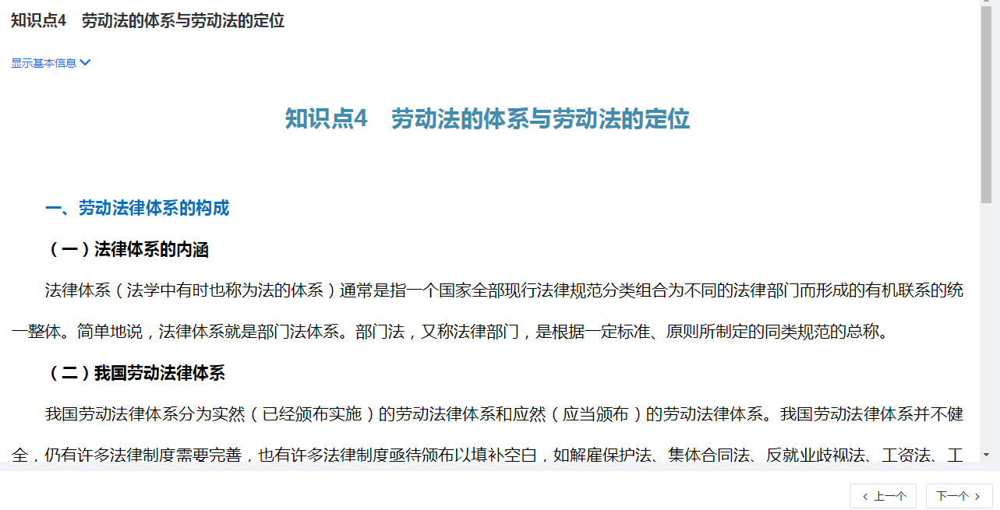 知识点4　劳动法的体系与劳动法的定位
显示基本信息
知识点4　劳动法的体系与劳动法的定位
一、劳动法律体系的构成
（一）法律体系的内涵
法律体系（法学中有时也称为法的体系）通常是指一个国家全部现行法律规范分类组合为不同的法律部门而形成的有机联系的统
一整体。简单地说，法律体系就是部门法体系。部门法，又称法律部门，是根据一定标准、原则所制定的同类规范的总称。
（二）我国劳动法律体系
我国劳动法律体系分为实然（已经颁布实施）的劳动法律体系和应然（应当颁布）的劳动法律体系。我国劳动法律体系并不健
全，仍有许多法律制度需要完善，也有许多法律制度亟待颁布以填补空白，如解雇保护法、集体合同法、反就业歧视法、工资法、工
上一个
下一个